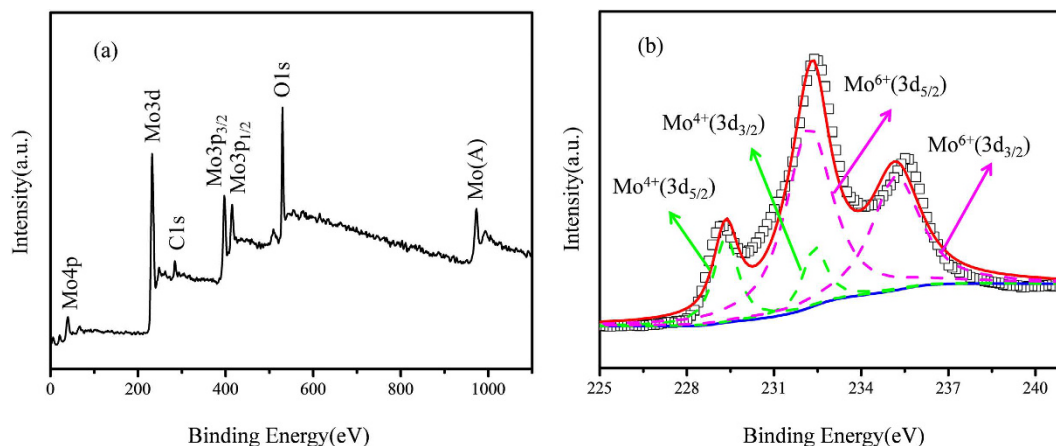 (a)
Intensity(a.u.)
Mo4p
Mo3d
C1s
Mo3p3/2
Mo3p1/2
O1s
Mo(A)
0 200 400 600 800 1000
Binding Energy(eV)
(b)
Intensity(a.u.)
Mo⁶⁺(3d5/2)
Mo⁴⁺(3d3/2)
Mo⁶⁺(3d3/2)
Mo⁴⁺(3d5/2)
225 228 231 234 237 240
Binding Energy(eV)